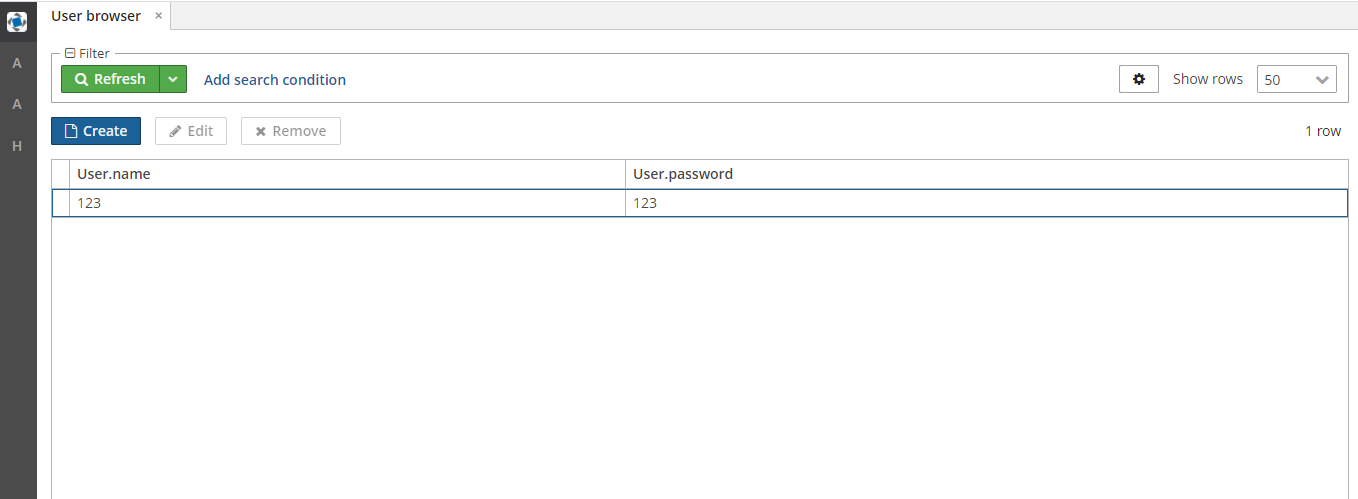 User browser ×
A
A
H
Filter
Refresh Add search condition Show rows 50
Create Edit Remove 1 row
User.name User.password
123 123